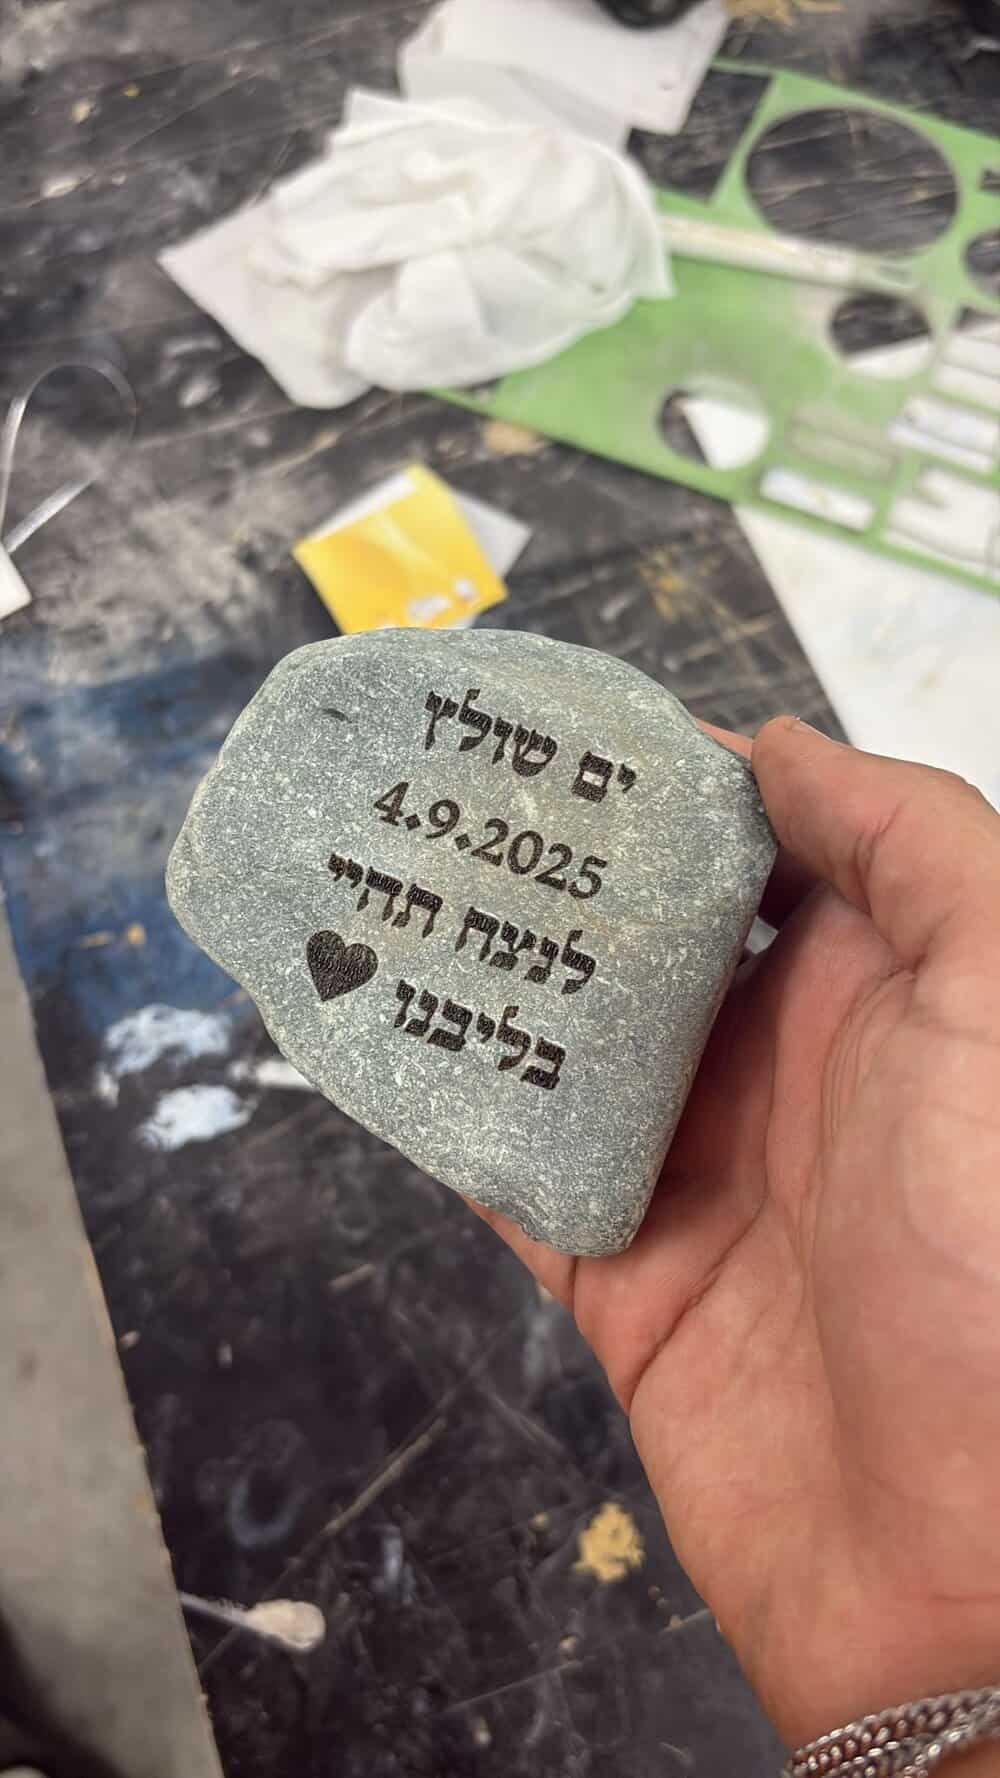 ים שולץ
4.9.2025
לנצח תהיי
בליבנו ♥